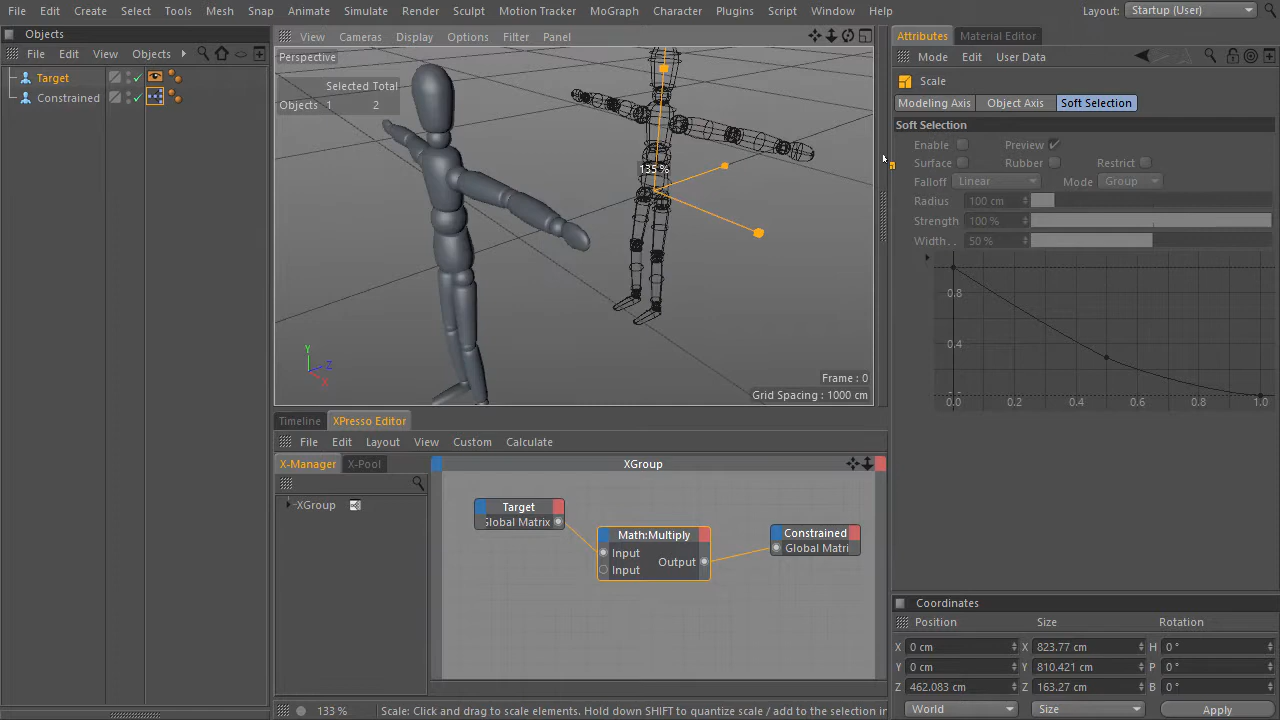 File Edit Create Select Tools Mesh Snap Animate Simulate Render Sculpt Motion Tracker MoGraph Character Plugins Script Window Help Layout: Startup (User)
Objects
File Edit View Objects
Target
Constrained
View Cameras Display Options Filter Panel
Perspective
Selected Total
Objects 1 2
135 %
Y
Z
X
Frame : 0
Grid Spacing : 1000 cm
Timeline XPresso Editor
File Edit Layout View Custom Calculate
X-Manager X-Pool
XGroup
XGroup
Target
Global Matrix
Math:Multiply
Input
Input
Output
Constrained
Global Matri
133 % Scale: Click and drag to scale elements. Hold down SHIFT to quantize scale / add to the selection in
Attributes Material Editor
Mode Edit User Data
Scale
Modeling Axis Object Axis Soft Selection
Soft Selection
Enable Preview
Surface Rubber Restrict
Falloff Linear Mode Group
Radius 100 cm
Strength 100 %
Width.. 50 %
0.8
0.4
0.0 0.2 0.4 0.6 0.8 1.0
Coordinates
Position Size Rotation
X 0 cm X 823.77 cm H 0 °
Y 0 cm Y 810.421 cm P 0 °
Z 462.083 cm Z 163.27 cm B 0 °
World Size Apply